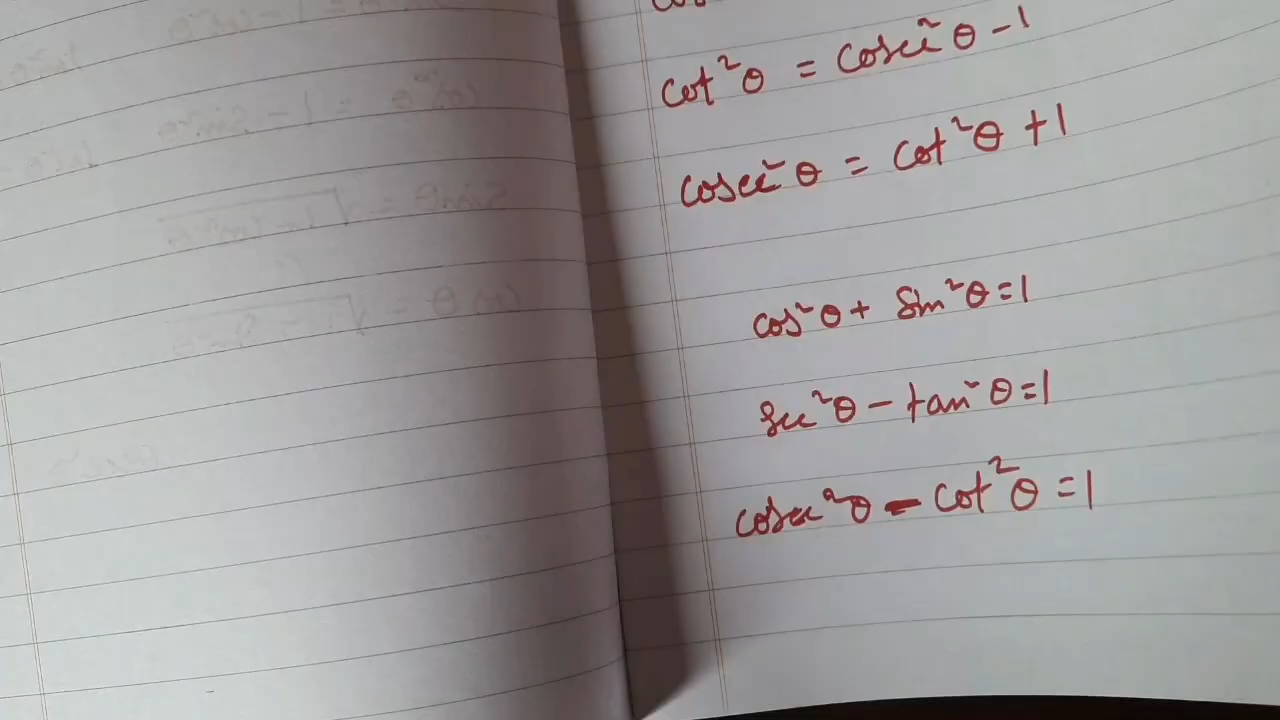 cot²θ = cosec²θ - 1
cosec²θ = cot²θ + 1
cos²θ + sin²θ = 1
sec²θ - tan²θ = 1
cosec²θ - cot²θ = 1